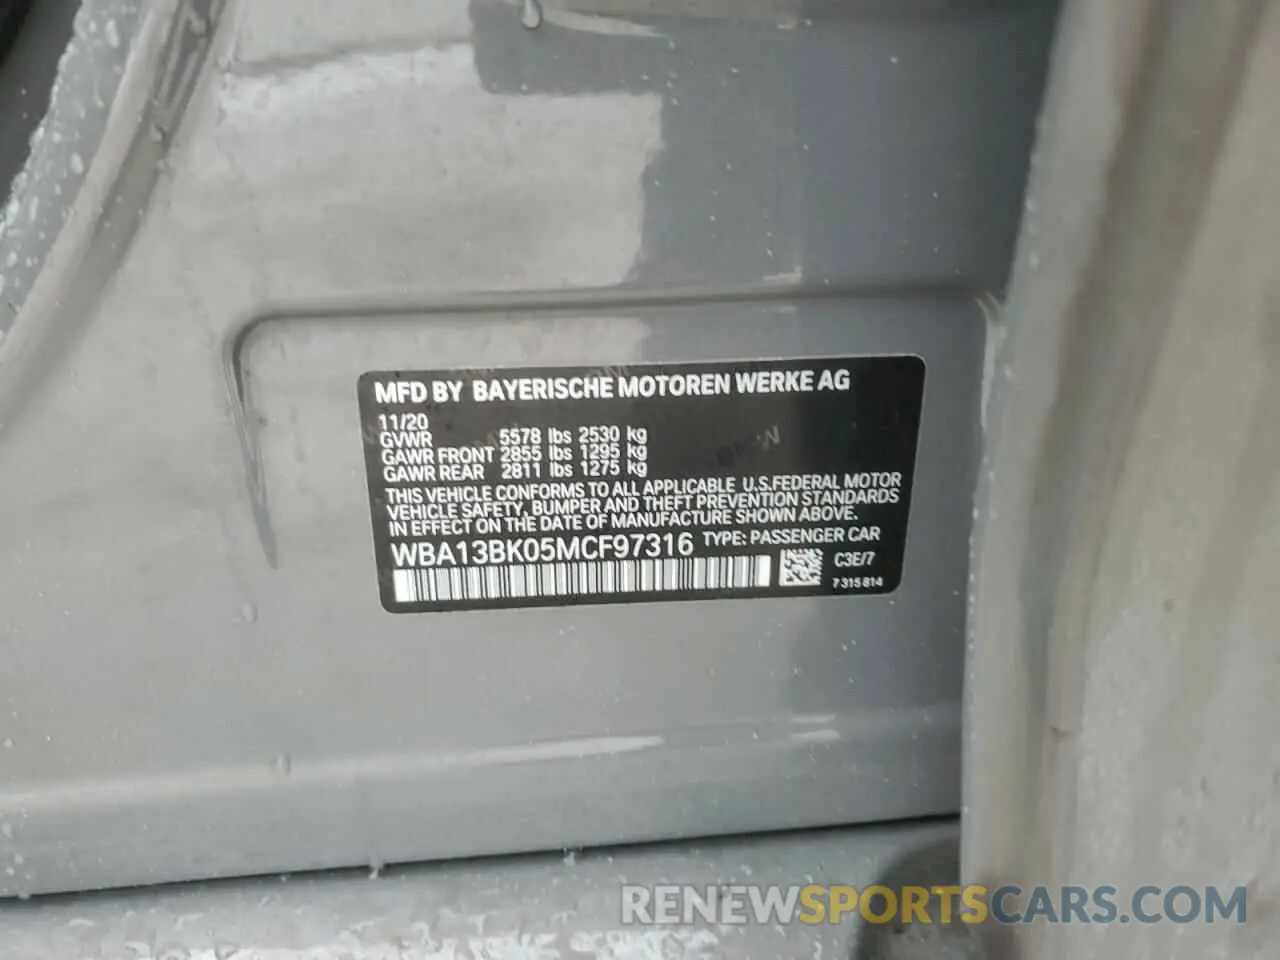 MFD BY BAYERISCHE MOTOREN WERKE AG
11/20
GVWR 5578 lbs 2530 kg
GAWR FRONT 2855 lbs 1295 kg
GAWR REAR 2811 lbs 1275 kg
THIS VEHICLE CONFORMS TO ALL APPLICABLE U.S.FEDERAL MOTOR
VEHICLE SAFETY, BUMPER AND THEFT PREVENTION STANDARDS
IN EFFECT ON THE DATE OF MANUFACTURE SHOWN ABOVE.
WBA13BK05MCF97316 TYPE: PASSENGER CAR
C3E/7
7 315 814
RENEWSPORTSCARS.COM